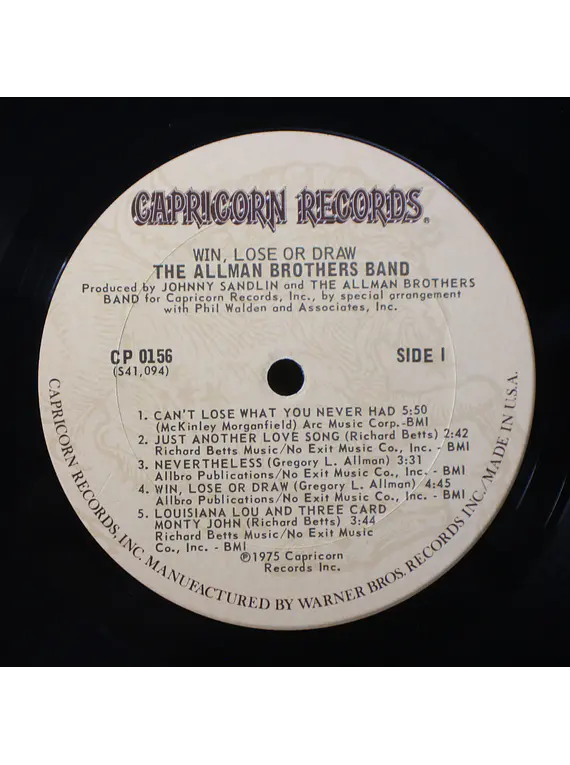 CAPRICORN RECORDS®
WIN, LOSE OR DRAW
THE ALLMAN BROTHERS BAND
Produced by JOHNNY SANDLIN and THE ALLMAN BROTHERS
BAND for Capricorn Records, Inc., by special arrangement
with Phil Walden and Associates, Inc.
CP 0156
(S41,094)
SIDE I
1. CAN'T LOSE WHAT YOU NEVER HAD 5:50
(McKinley Morganfield) Arc Music Corp.-BMI
2. JUST ANOTHER LOVE SONG (Richard Betts) 2:42
Richard Betts Music/No Exit Music Co., Inc. - BMI
3. NEVERTHELESS (Gregory L. Allman) 3:31
Allbro Publications/No Exit Music Co., Inc. - BMI
4. WIN, LOSE OR DRAW (Gregory L. Allman) 4:45
Allbro Publications/No Exit Music Co., Inc. - BMI
5. LOUISIANA LOU AND THREE CARD
MONTY JOHN (Richard Betts) 3:44
Richard Betts Music/No Exit Music
Co., Inc. - BMI
℗1975 Capricorn
Records Inc.
CAPRICORN RECORDS, INC. MANUFACTURED BY WARNER BROS. RECORDS INC./MADE IN U.S.A.